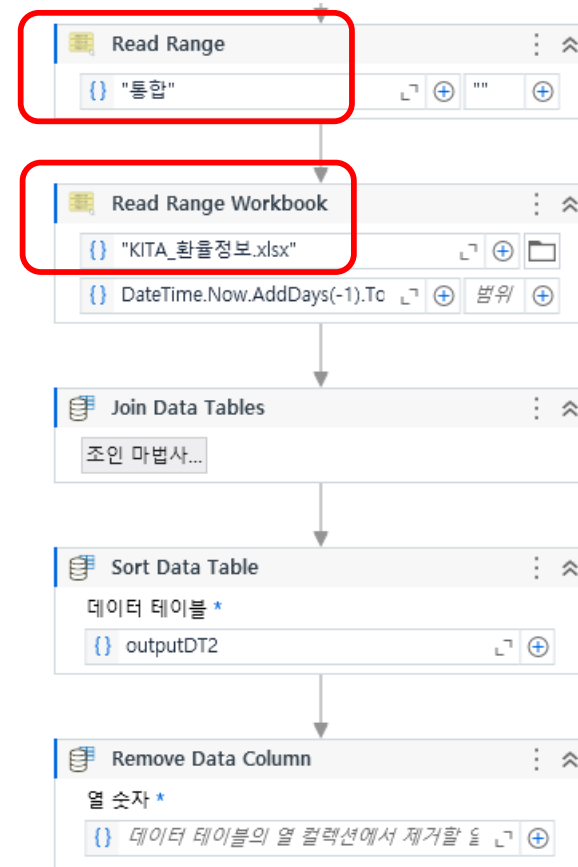 Read Range
{} "통합" ""
Read Range Workbook
{} "KITA_환율정보.xlsx"
{} DateTime.Now.AddDays(-1).To 범위
Join Data Tables
조인 마법사...
Sort Data Table
데이터 테이블 *
{} outputDT2
Remove Data Column
열 숫자 *
{} 데이터 테이블의 열 컬렉션에서 제거할